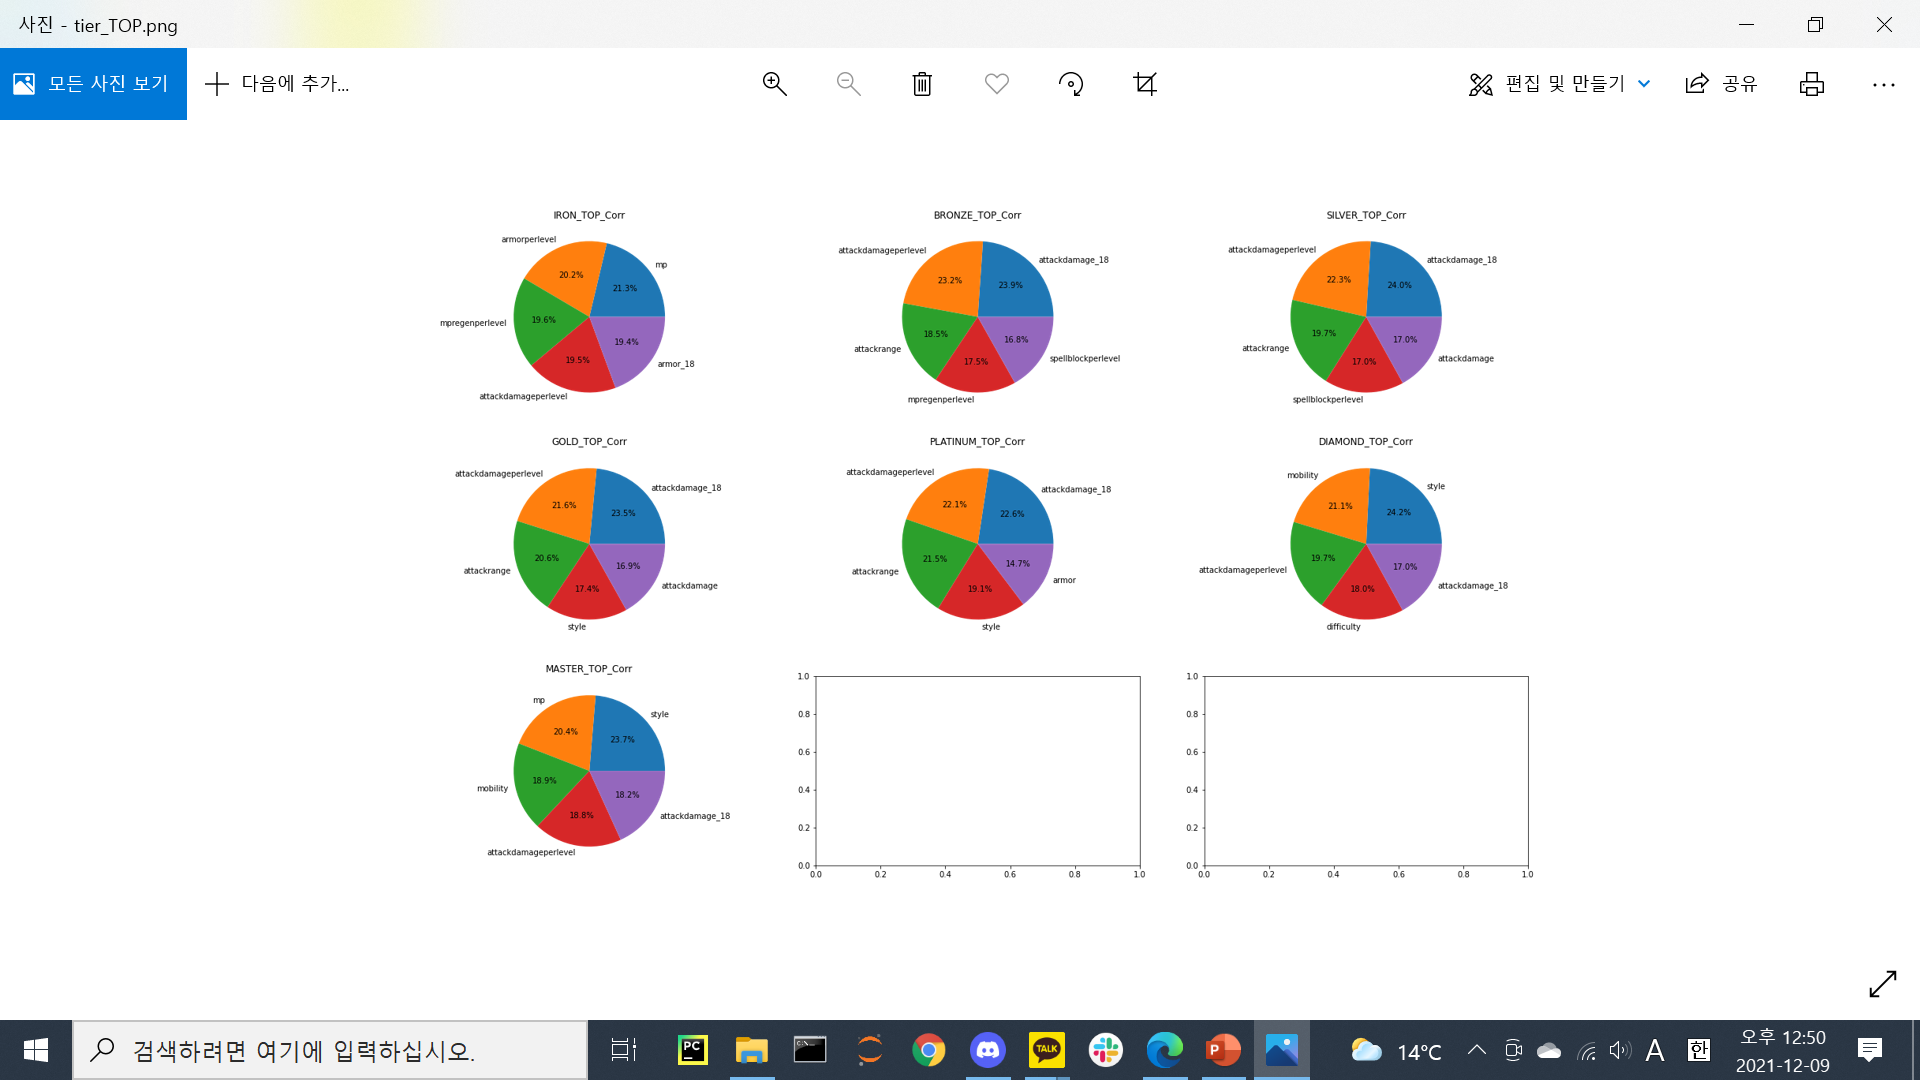 사진 - tier_TOP.png
모든 사진 보기
다음에 추가...
편집 및 만들기
공유
IRON_TOP_Corr
armorperlevel
mp
20.2%
21.3%
mpregenperlevel
19.6%
19.4%
19.5%
armor_18
attackdamageperlevel
BRONZE_TOP_Corr
attackdamageperlevel
attackdamage_18
23.2%
23.9%
18.5%
16.8%
attackrange
spellblockperlevel
17.5%
mpregenperlevel
SILVER_TOP_Corr
attackdamageperlevel
attackdamage_18
22.3%
24.0%
19.7%
17.0%
attackrange
attackdamage
17.0%
spellblockperlevel
GOLD_TOP_Corr
attackdamageperlevel
attackdamage_18
21.6%
23.5%
20.6%
16.9%
attackrange
attackdamage
17.4%
style
PLATINUM_TOP_Corr
attackdamageperlevel
attackdamage_18
22.1%
22.6%
21.5%
14.7%
attackrange
armor
19.1%
style
DIAMOND_TOP_Corr
mobility
style
21.1%
24.2%
19.7%
17.0%
attackdamageperlevel
attackdamage_18
18.0%
difficulty
MASTER_TOP_Corr
mp
style
20.4%
23.7%
18.9%
mobility
18.2%
18.8%
attackdamage_18
attackdamageperlevel
1.0
0.8
0.6
0.4
0.2
0.0
0.0 0.2 0.4 0.6 0.8 1.0
1.0
0.8
0.6
0.4
0.2
0.0
0.0 0.2 0.4 0.6 0.8 1.0
검색하려면 여기에 입력하십시오.
PC
C:\_
TALK
P
14°C
A
한
오후 12:50
2021-12-09